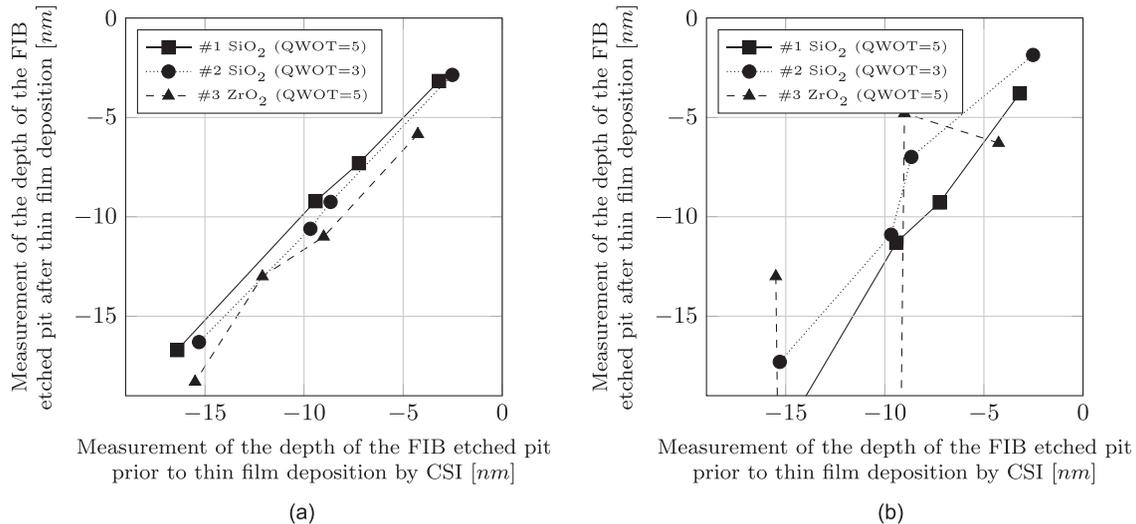 Measurement of the depth of the FIB
etched pit after thin film deposition [nm]
0
−5
−10
−15
#1 SiO₂ (QWOT=5)
#2 SiO₂ (QWOT=3)
#3 ZrO₂ (QWOT=5)
−15
−10
−5
0
Measurement of the depth of the FIB etched pit
prior to thin film deposition by CSI [nm]
(a)
Measurement of the depth of the FIB
etched pit after thin film deposition [nm]
0
−5
−10
−15
#1 SiO₂ (QWOT=5)
#2 SiO₂ (QWOT=3)
#3 ZrO₂ (QWOT=5)
−15
−10
−5
0
Measurement of the depth of the FIB etched pit
prior to thin film deposition by CSI [nm]
(b)